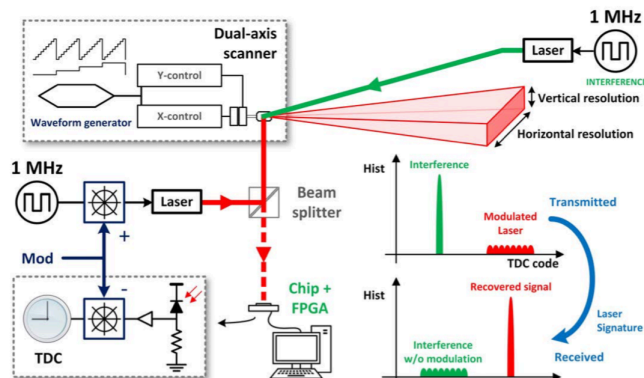 Dual-axis
scanner
Y-control
X-control
Waveform generator
Laser
1 MHz
INTERFERENCE
Vertical resolution
Horizontal resolution
1 MHz
Laser
Beam
splitter
Mod
+
-
TDC
Chip +
FPGA
Hist
Interference
Modulated
Laser
TDC code
Transmitted
Hist
Recovered signal
Interference
w/o modulation
Laser
Signature
Received